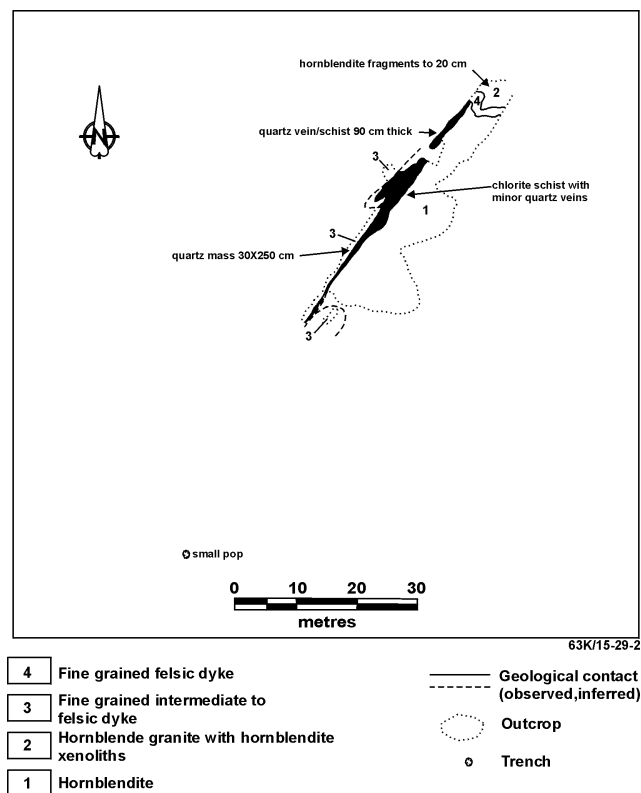 hornblendite fragments to 20 cm
2
4
N
quartz vein/schist 90 cm thick
3
chlorite schist with
minor quartz veins
1
3
quartz mass 30X250 cm
3
small pop
0 10 20 30
metres
63K/15-29-2
4 Fine grained felsic dyke
3 Fine grained intermediate to
felsic dyke
2 Hornblende granite with hornblendite
xenoliths
1 Hornblendite
Geological contact
(observed,inferred)
Outcrop
Trench